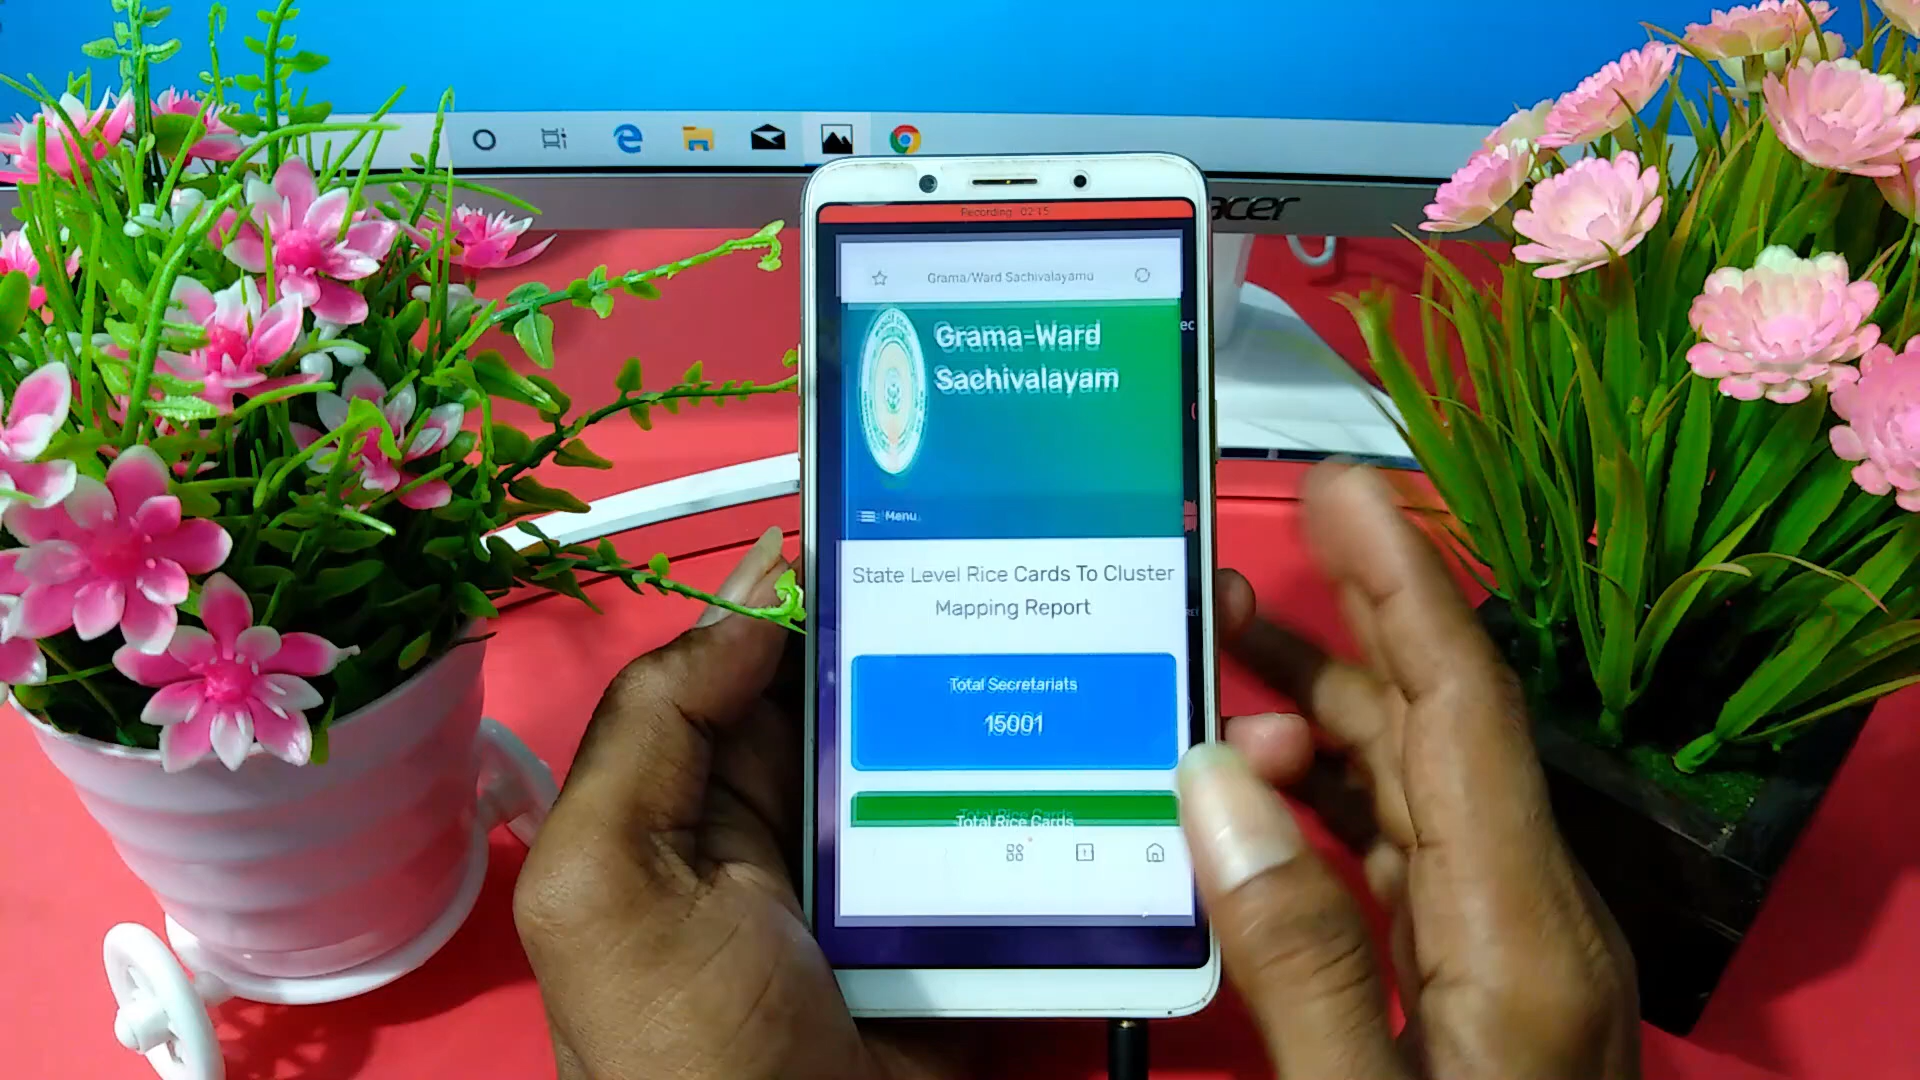 acer
Recording 02:15
Grama/Ward Sachivalayamu
Grama-Ward
Sachivalayam
Menu
State Level Rice Cards To Cluster
Mapping Report
Total Secretariats
15001
Total Rice Cards